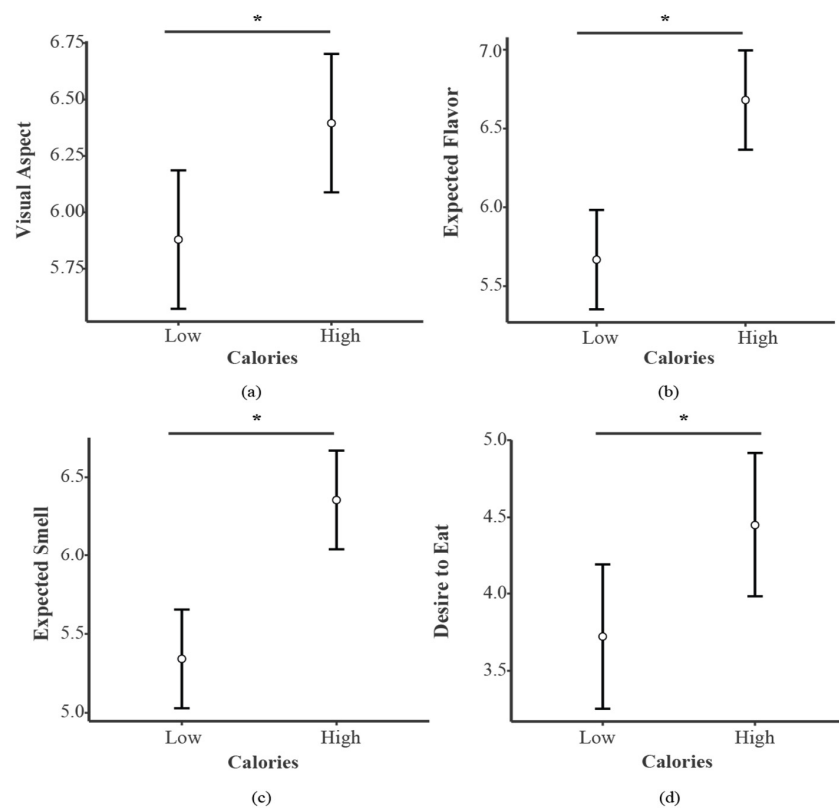 *
Visual Aspect
6.75
6.50
6.25
6.00
5.75
Low
High
Calories
(a)
*
Expected Flavor
7.0
6.5
6.0
5.5
Low
High
Calories
(b)
*
Expected Smell
6.5
6.0
5.5
5.0
Low
High
Calories
(c)
*
Desire to Eat
5.0
4.5
4.0
3.5
Low
High
Calories
(d)